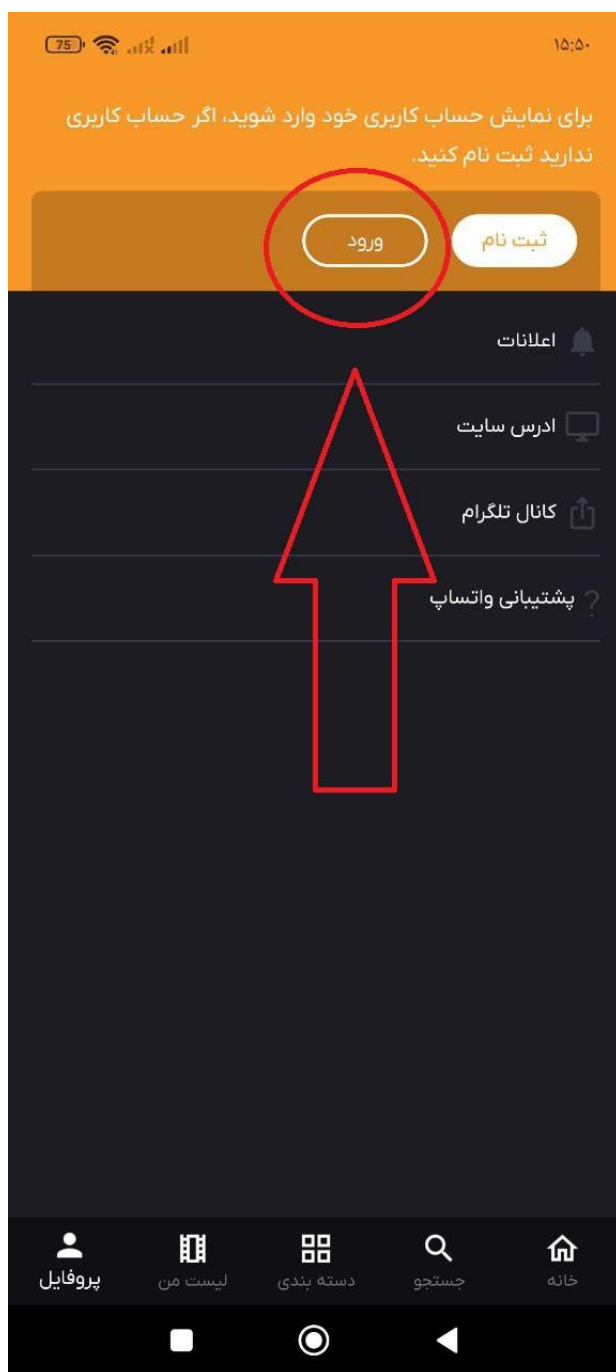 ۱۵:۵۰
75
برای نمایش حساب کاربری خود وارد شوید، اگر حساب کاربری
ندارید ثبت نام کنید.
ثبت نام
ورود
اعلانات
ادرس سایت
کانال تلگرام
پشتیبانی واتساپ
خانه
جستجو
دسته بندی
لیست من
پروفایل